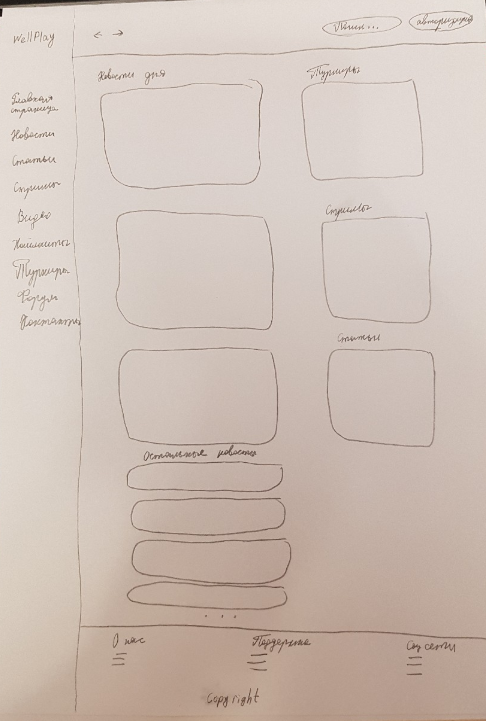 WellPlay
← →
Поиск...
авторизация
Главная
страница
Новости
Статьи
Стримы
Видео
Хайлайты
Турниры
Форум
Контакты
Новости дня
Турниры
Стримы
Статьи
Остальные новости
...
О нас
Поддержка
Соц сети
Copyright